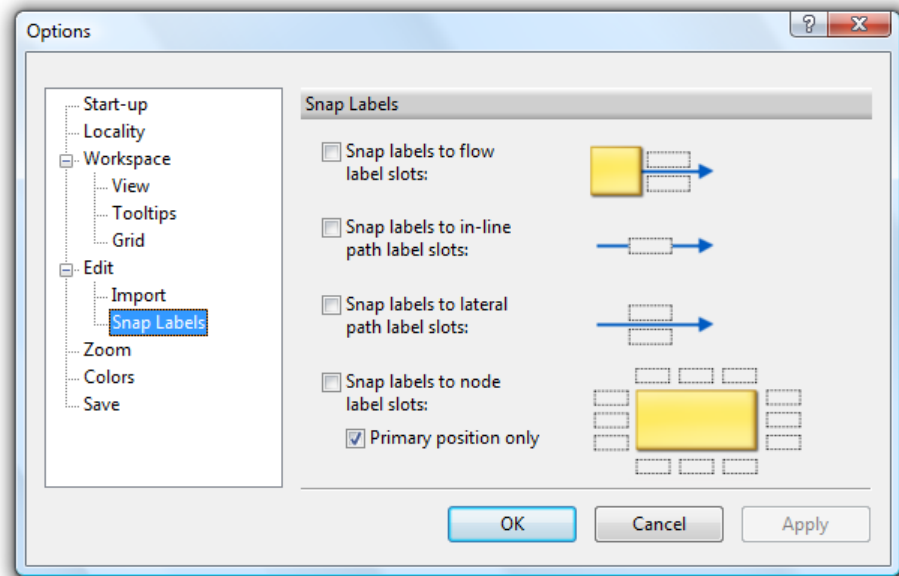 Options
?
X
Start-up
Locality
Workspace
View
Tooltips
Grid
Edit
Import
Snap Labels
Zoom
Colors
Save
Snap Labels
Snap labels to flow
label slots:
Snap labels to in-line
path label slots:
Snap labels to lateral
path label slots:
Snap labels to node
label slots:
Primary position only
OK
Cancel
Apply